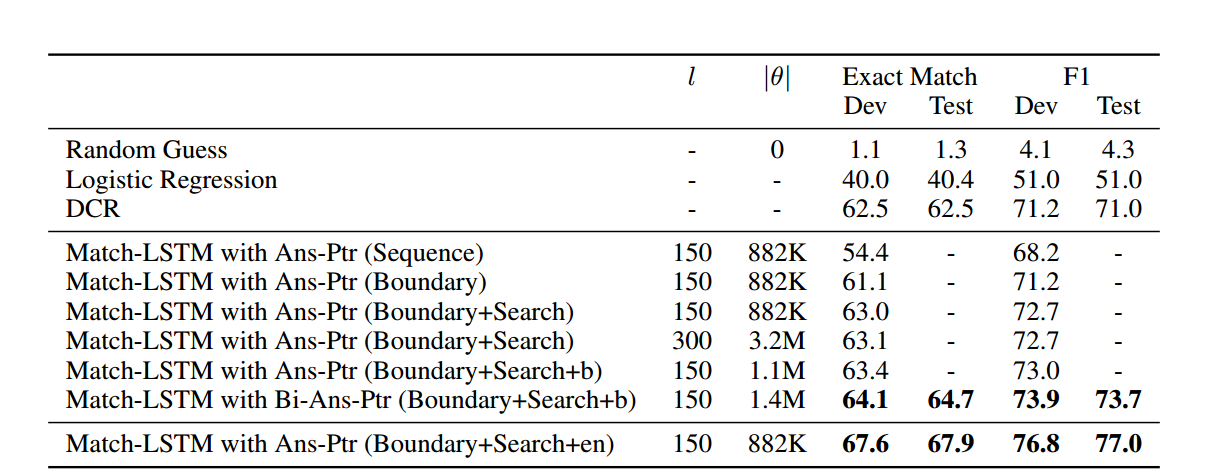 l |θ| Exact Match F1
Dev Test Dev Test
Random Guess - 0 1.1 1.3 4.1 4.3
Logistic Regression - - 40.0 40.4 51.0 51.0
DCR - - 62.5 62.5 71.2 71.0
Match-LSTM with Ans-Ptr (Sequence) 150 882K 54.4 - 68.2 -
Match-LSTM with Ans-Ptr (Boundary) 150 882K 61.1 - 71.2 -
Match-LSTM with Ans-Ptr (Boundary+Search) 150 882K 63.0 - 72.7 -
Match-LSTM with Ans-Ptr (Boundary+Search) 300 3.2M 63.1 - 72.7 -
Match-LSTM with Ans-Ptr (Boundary+Search+b) 150 1.1M 63.4 - 73.0 -
Match-LSTM with Bi-Ans-Ptr (Boundary+Search+b) 150 1.4M 64.1 64.7 73.9 73.7
Match-LSTM with Ans-Ptr (Boundary+Search+en) 150 882K 67.6 67.9 76.8 77.0